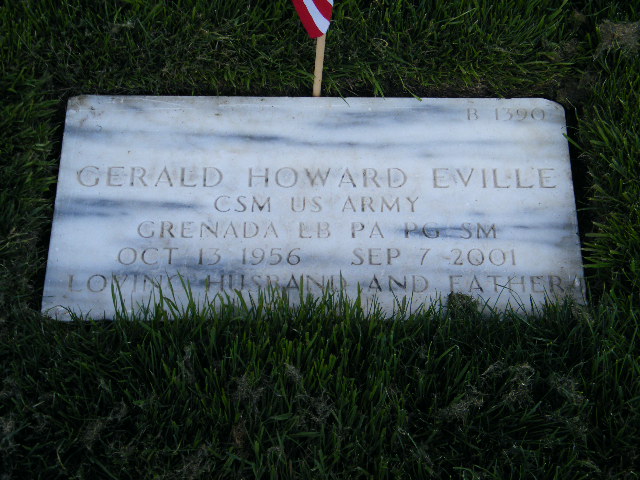 B 1390
GERALD HOWARD EVILLE
CSM US ARMY
GRENADA LB PA PG SM
OCT 13 1956 SEP 7 2001
LOVING HUSBAND AND FATHER